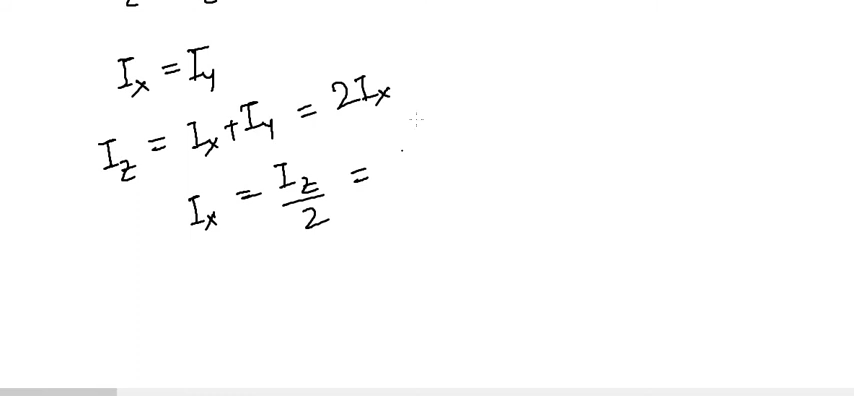 I_x = I_y
I_z = I_x + I_y = 2I_x
I_x = I_z/2 =